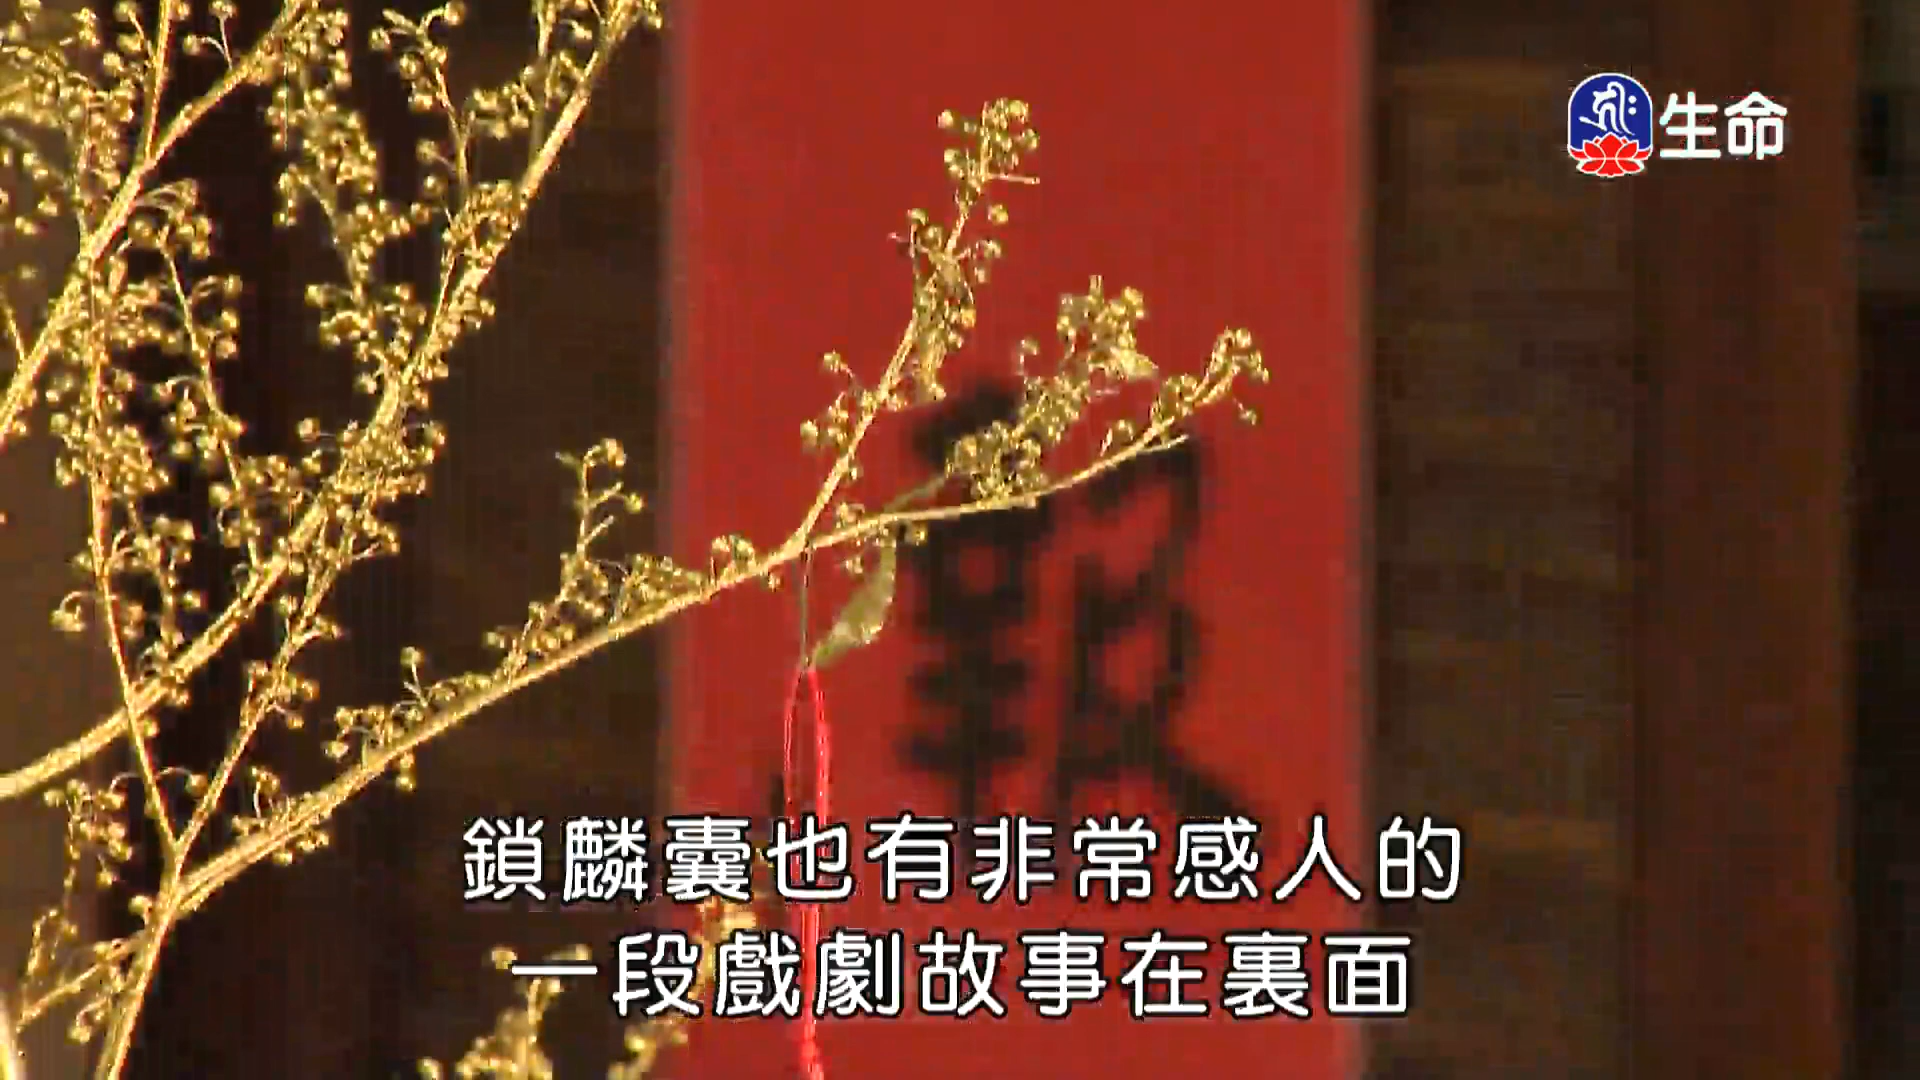 生命
報
鎖麟囊也有非常感人的
一段戲劇故事在裏面